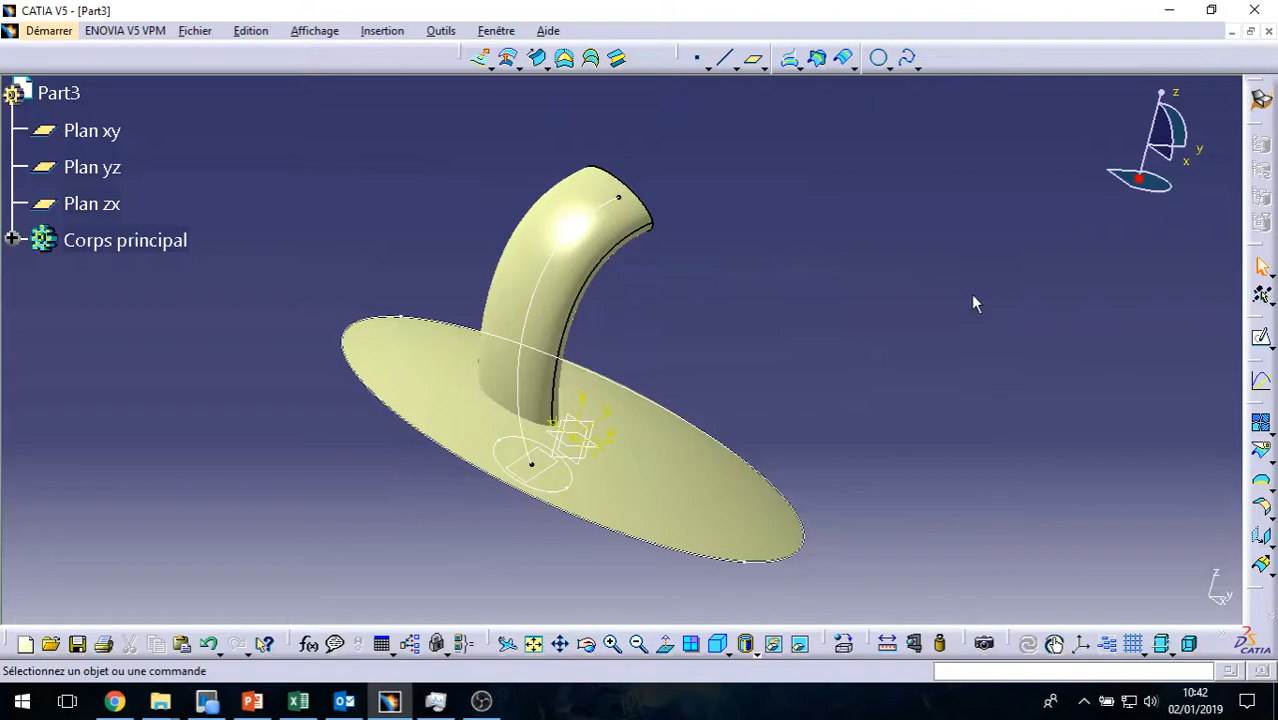 CATIA V5 - [Part3]
Démarrer ENOVIA V5 VPM Fichier Edition Affichage Insertion Outils Fenêtre Aide
Part3
Plan xy
Plan yz
Plan zx
Corps principal
z
y
x
z
y
x
f(x)
CATIA
Sélectionnez un objet ou une commande
10:42
02/01/2019